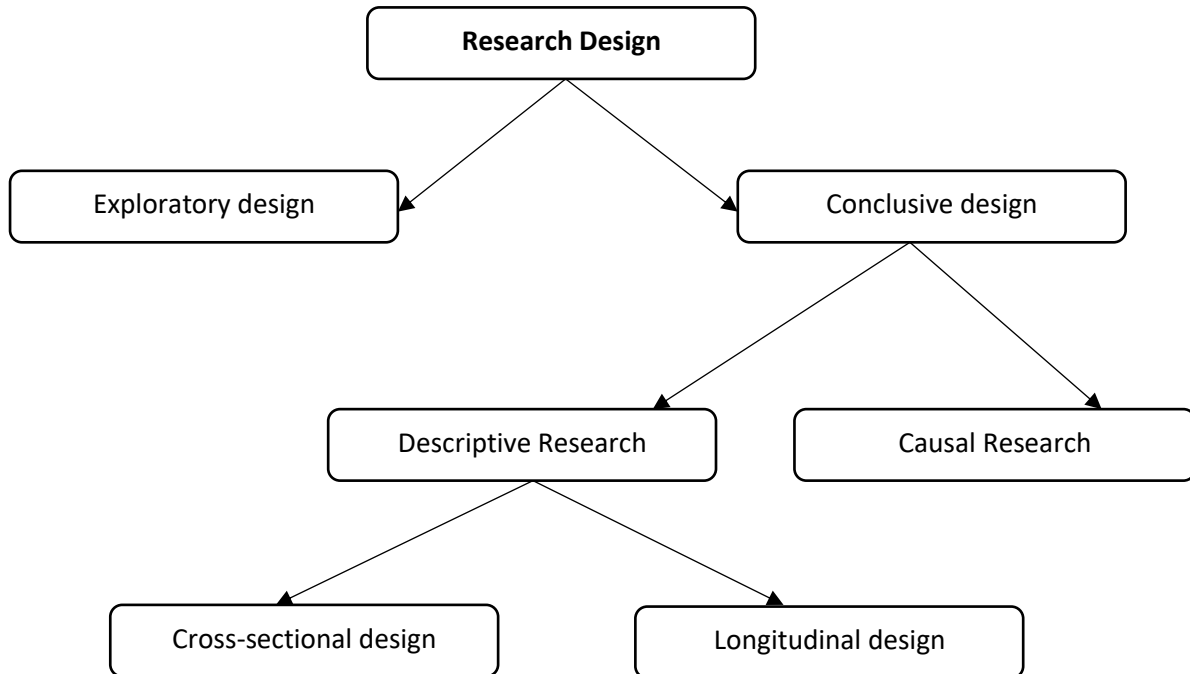 Research Design
Exploratory design
Conclusive design
Descriptive Research
Causal Research
Cross-sectional design
Longitudinal design